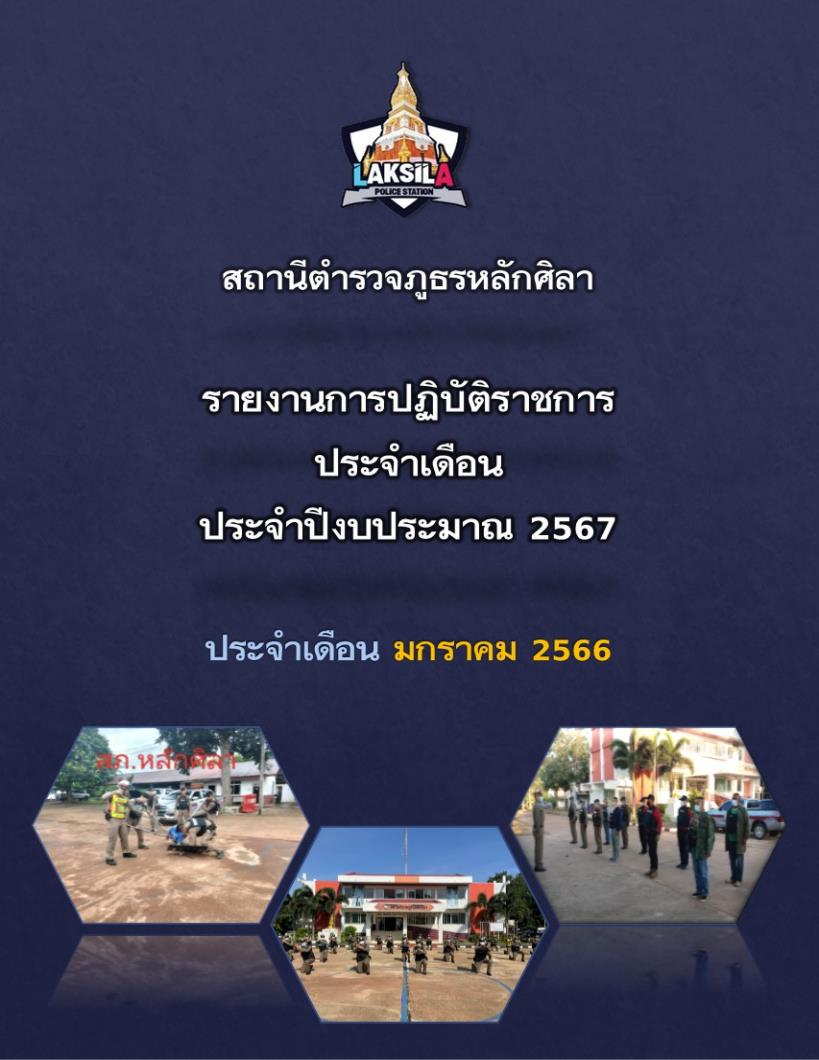 LAKSILA
POLICE STATION
สถานีตำรวจภูธรหลักศิลา
รายงานการปฏิบัติราชการ
ประจำเดือน
ประจำปีงบประมาณ 2567
ประจำเดือน มกราคม 2566
สภ.หลักศิลา